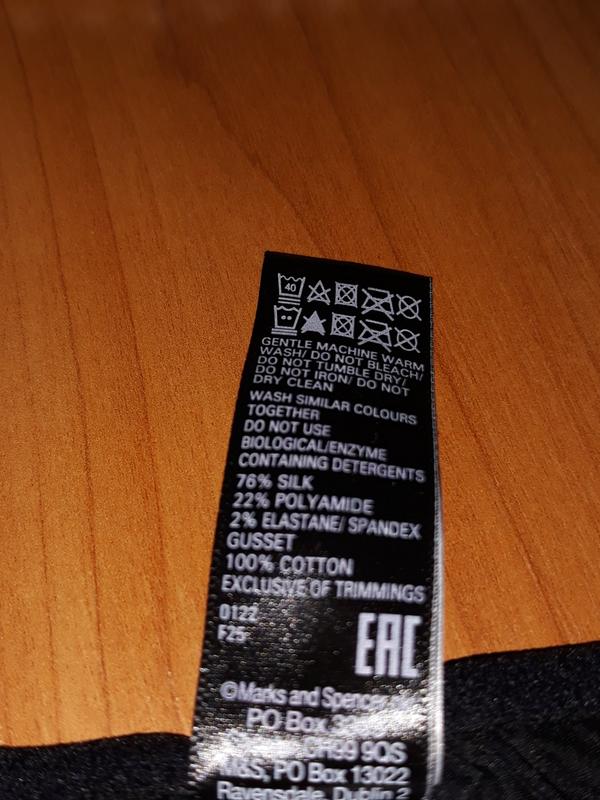 40
GENTLE MACHINE WARM
WASH/ DO NOT BLEACH/
DO NOT TUMBLE DRY/
DO NOT IRON/ DO NOT
DRY CLEAN
WASH SIMILAR COLOURS
TOGETHER
DO NOT USE
BIOLOGICAL/ENZYME
CONTAINING DETERGENTS
76% SILK
22% POLYAMIDE
2% ELASTANE/ SPANDEX
GUSSET
100% COTTON
EXCLUSIVE OF TRIMMINGS
0122
F25
EAC
©Marks and Spencer
PO Box
CH99 9QS
M&S, PO Box 13022
Ravensdale, Dublin 2